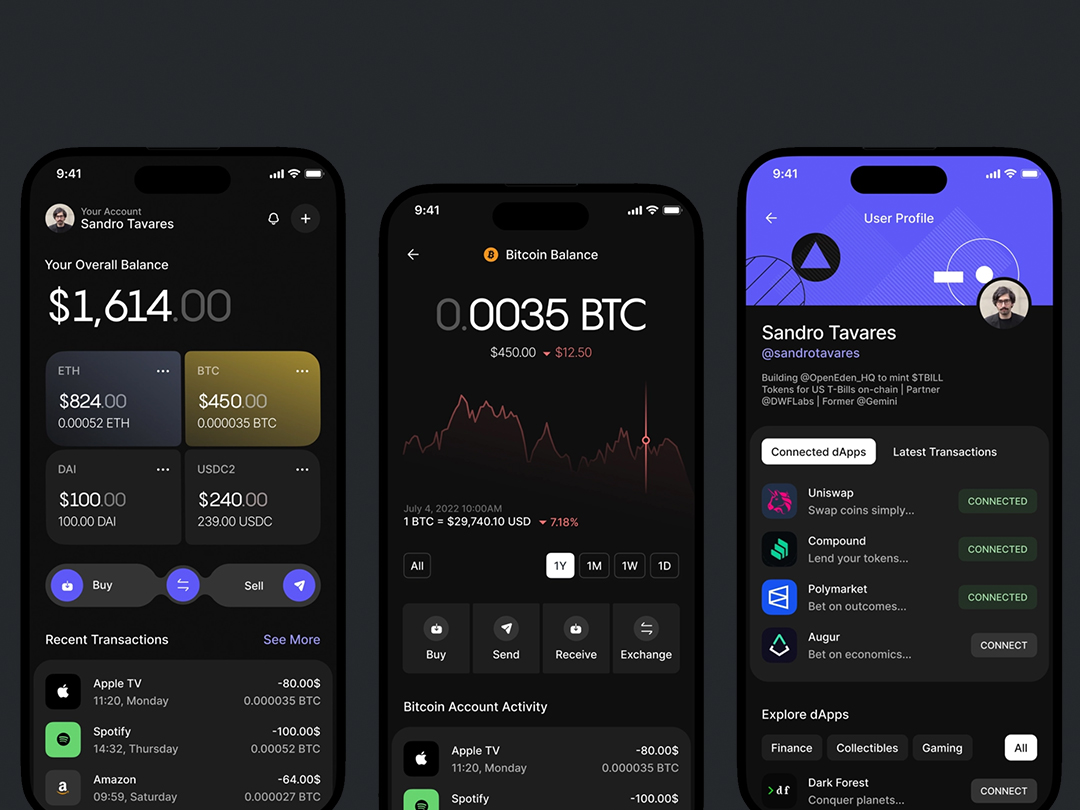 9:41
Your Account
Sandro Tavares
Your Overall Balance
$1,614.00
ETH
$824.00
0.00052 ETH
BTC
$450.00
0.000035 BTC
DAI
$100.00
100.00 DAI
USDC2
$240.00
239.00 USDC
Buy
Sell
Recent Transactions
See More
Apple TV
-80.00$
11:20, Monday
0.000035 BTC
Spotify
-100.00$
14:32, Thursday
0.00052 BTC
a
Amazon
-64.00$
09:59, Saturday
0.000027 BTC
9:41
Bitcoin Balance
0.0035 BTC
$450.00 $12.50
July 4, 2022 10:00AM
1 BTC = $29,740.10 USD 7.18%
All
1Y
1M
1W
1D
Buy
Send
Receive
Exchange
Bitcoin Account Activity
Apple TV
-80.00$
11:20, Monday
0.000035 BTC
Spotify
-100.00$
9:41
User Profile
Sandro Tavares
@sandrotavares
Building @OpenEden_HQ to mint $TBILL
Tokens for US T-Bills on-chain | Partner
@DWFLabs | Former @Gemini
Connected dApps
Latest Transactions
Uniswap
Swap coins simply...
CONNECTED
Compound
Lend your tokens...
CONNECTED
Polymarket
Bet on outcomes...
CONNECTED
Augur
Bet on economics...
CONNECT
Explore dApps
Finance
Collectibles
Gaming
All
>df
Dark Forest
Conquer planets...
CONNECT